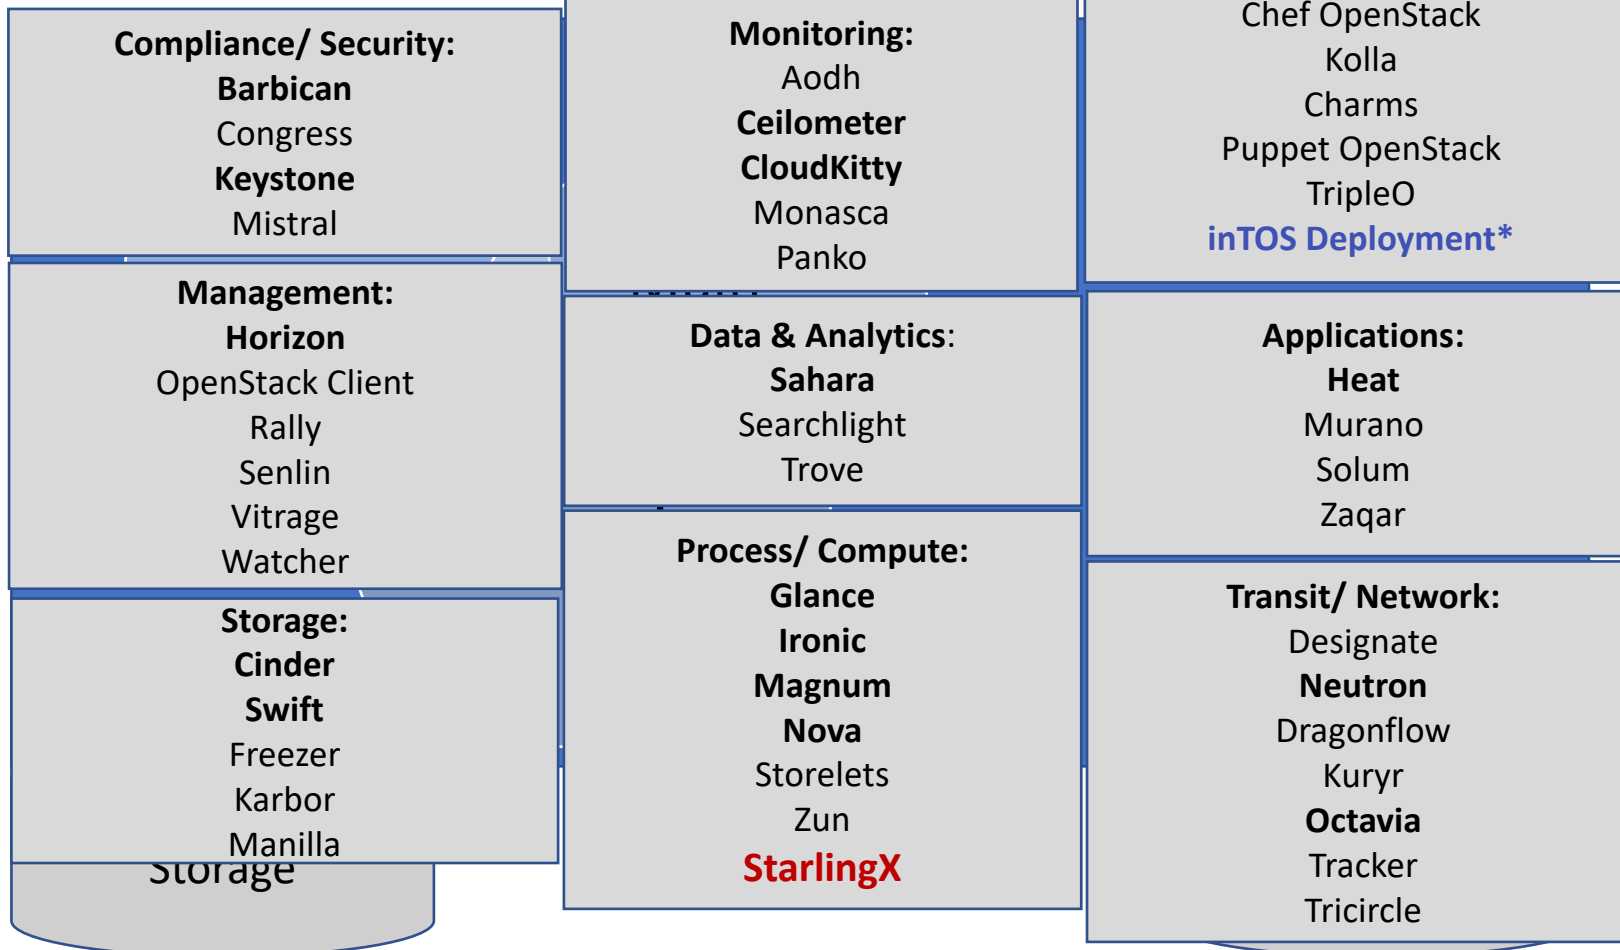 Compliance/ Security:
Barbican
Congress
Keystone
Mistral
Management:
Horizon
OpenStack Client
Rally
Senlin
Vitrage
Watcher
Storage:
Cinder
Swift
Freezer
Karbor
Manilla
Storage
Monitoring:
Aodh
Ceilometer
CloudKitty
Monasca
Panko
Data & Analytics:
Sahara
Searchlight
Trove
Process/ Compute:
Glance
Ironic
Magnum
Nova
Storelets
Zun
StarlingX
Chef OpenStack
Kolla
Charms
Puppet OpenStack
TripleO
inTOS Deployment*
Applications:
Heat
Murano
Solum
Zaqar
Transit/ Network:
Designate
Neutron
Dragonflow
Kuryr
Octavia
Tracker
Tricircle